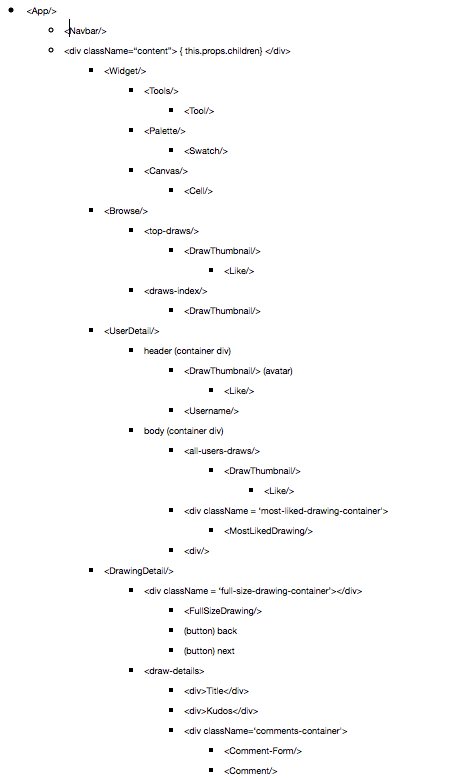 <App/>
<Navbar/>
<div className="content"> { this.props.children} </div>
<Widget/>
<Tools/>
<Tool/>
<Palette/>
<Swatch/>
<Canvas/>
<Cell/>
<Browse/>
<top-draws/>
<DrawThumbnail/>
<Like/>
<draws-index/>
<DrawThumbnail/>
<UserDetail/>
header (container div)
<DrawThumbnail/> (avatar)
<Like/>
<Username/>
body (container div)
<all-users-draws/>
<DrawThumbnail/>
<Like/>
<div className = 'most-liked-drawing-container'>
<MostLikedDrawing/>
<div/>
<DrawingDetail/>
<div className = 'full-size-drawing-container'></div>
<FullSizeDrawing/>
(button) back
(button) next
<draw-details>
<div>Title</div>
<div>Kudos</div>
<div className='comments-container'>
<Comment-Form/>
<Comment/>